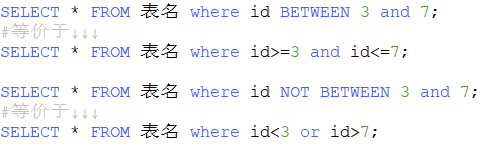 SELECT * FROM 表名 where id BETWEEN 3 and 7;
#等价于↓↓↓
SELECT * FROM 表名 where id>=3 and id<=7;
SELECT * FROM 表名 where id NOT BETWEEN 3 and 7;
#等价于↓↓↓
SELECT * FROM 表名 where id<3 or id>7;